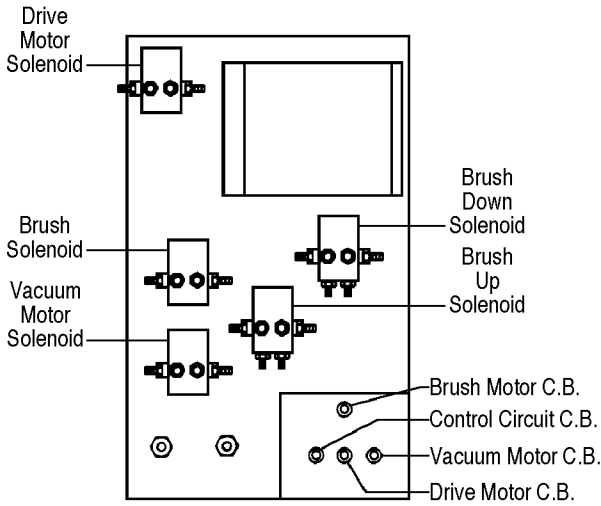 Drive
Motor
Solenoid
Brush
Down
Solenoid
Brush
Solenoid
Brush
Up
Solenoid
Vacuum
Motor
Solenoid
Brush Motor C.B.
Control Circuit C.B.
Vacuum Motor C.B.
Drive Motor C.B.